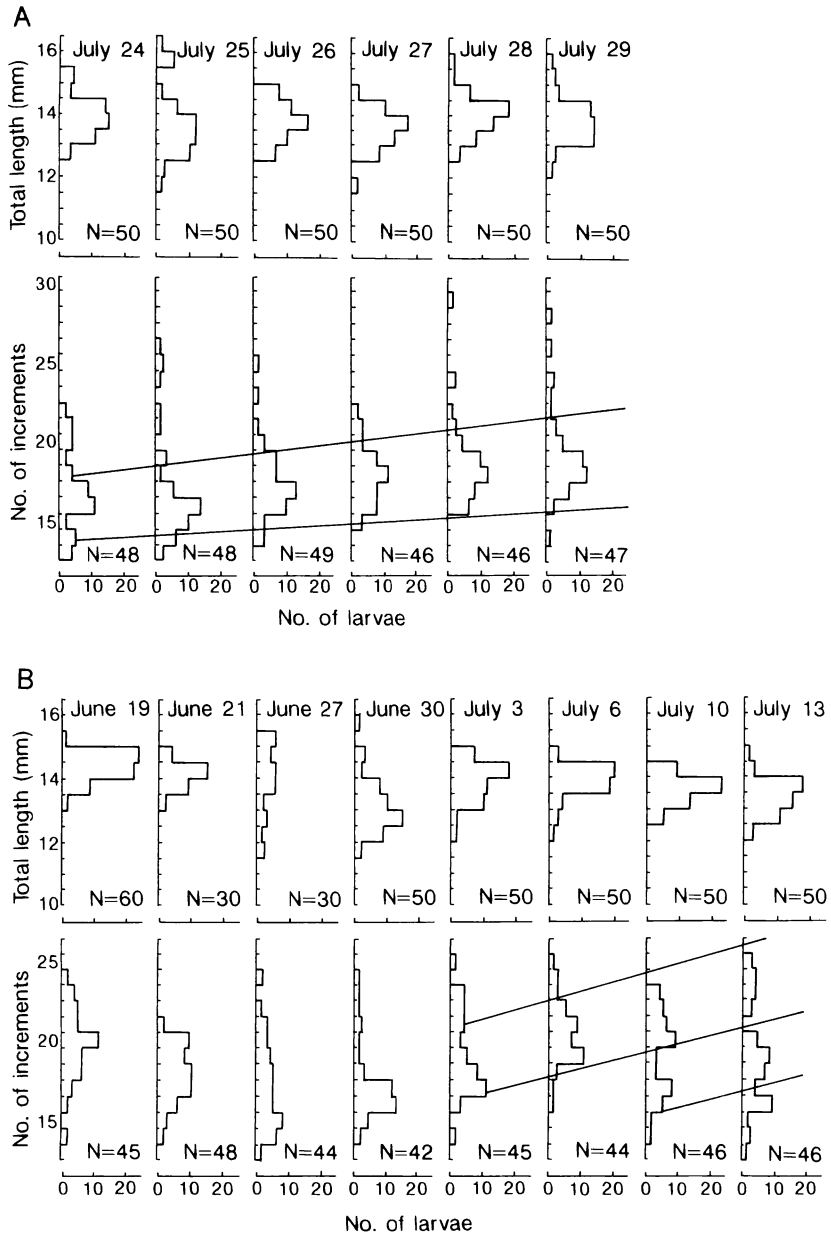 A
July 24 July 25 July 26 July 27 July 28 July 29
Total length (mm)
16
14
12
10
N=50 N=50 N=50 N=50 N=50 N=50
No. of increments
30
25
20
15
N=48 N=48 N=49 N=46 N=46 N=47
0 10 20 0 10 20 0 10 20 0 10 20 0 10 20 0 10 20
No. of larvae
B
June 19 June 21 June 27 June 30 July 3 July 6 July 10 July 13
Total length (mm)
16
14
12
10
N=60 N=30 N=30 N=50 N=50 N=50 N=50 N=50
No. of increments
25
20
15
N=45 N=48 N=44 N=42 N=45 N=44 N=46 N=46
0 10 20 0 10 20 0 10 20 0 10 20 0 10 20 0 10 20 0 10 20 0 10 20
No. of larvae